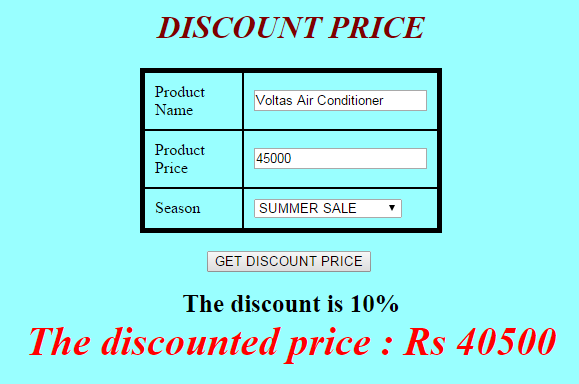 DISCOUNT PRICE
Product
Name
Voltas Air Conditioner
Product
Price
45000
Season
SUMMER SALE
GET DISCOUNT PRICE
The discount is 10%
The discounted price : Rs 40500